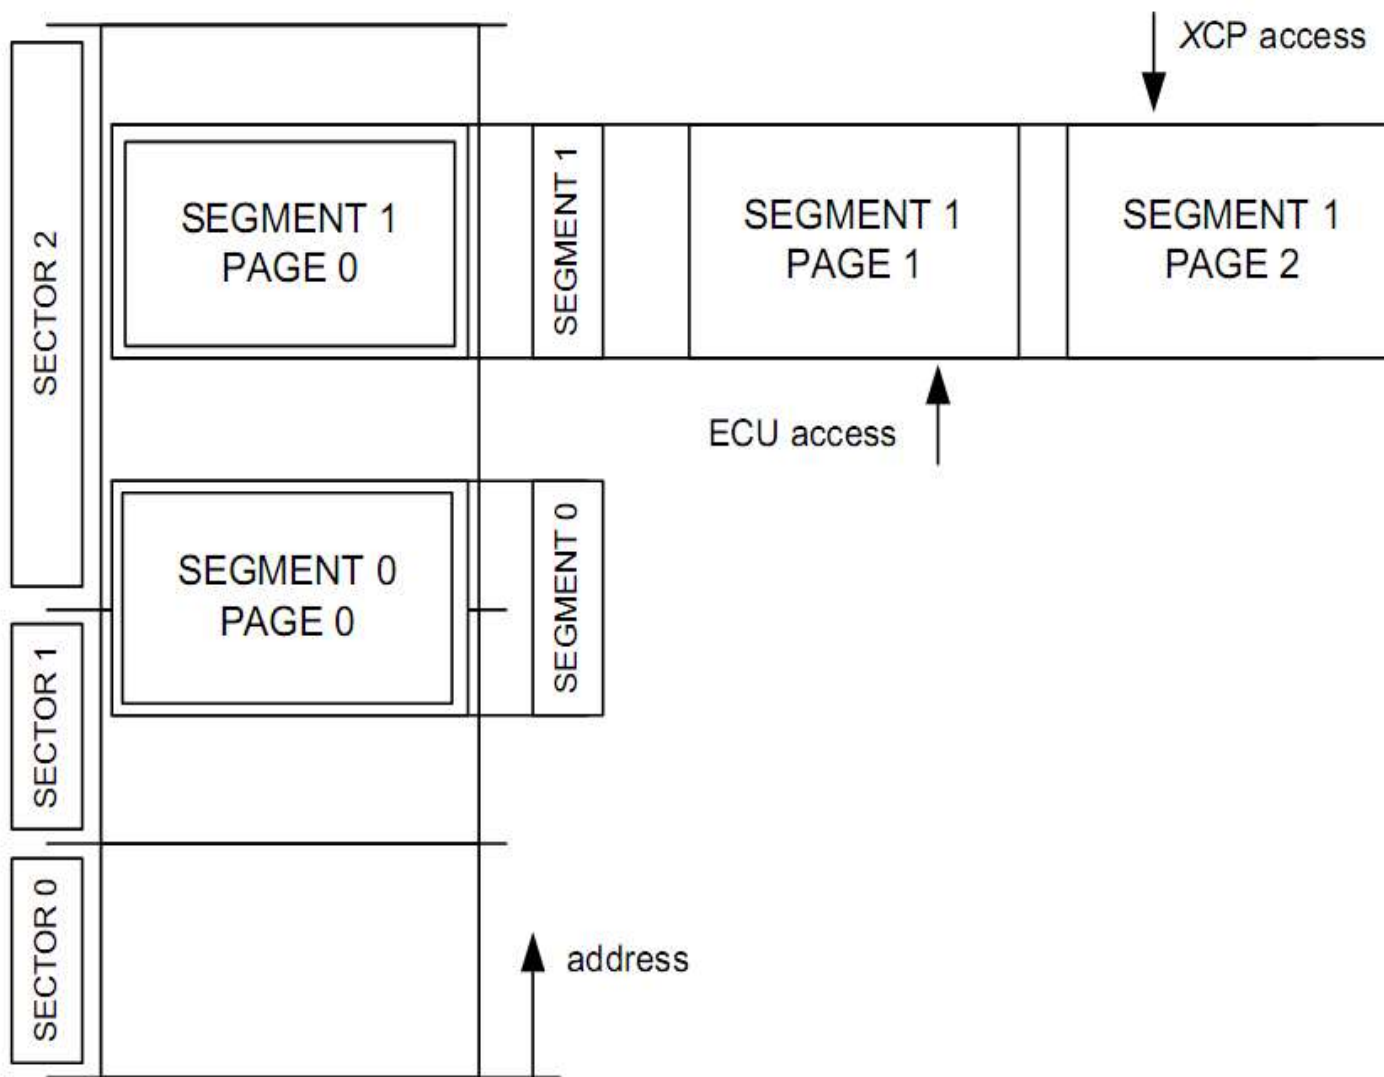 XCP access
SECTOR 2
SEGMENT 1
PAGE 0
SEGMENT 1
SEGMENT 1
PAGE 1
SEGMENT 1
PAGE 2
ECU access
SEGMENT 0
PAGE 0
SEGMENT 0
SECTOR 1
SECTOR 0
address